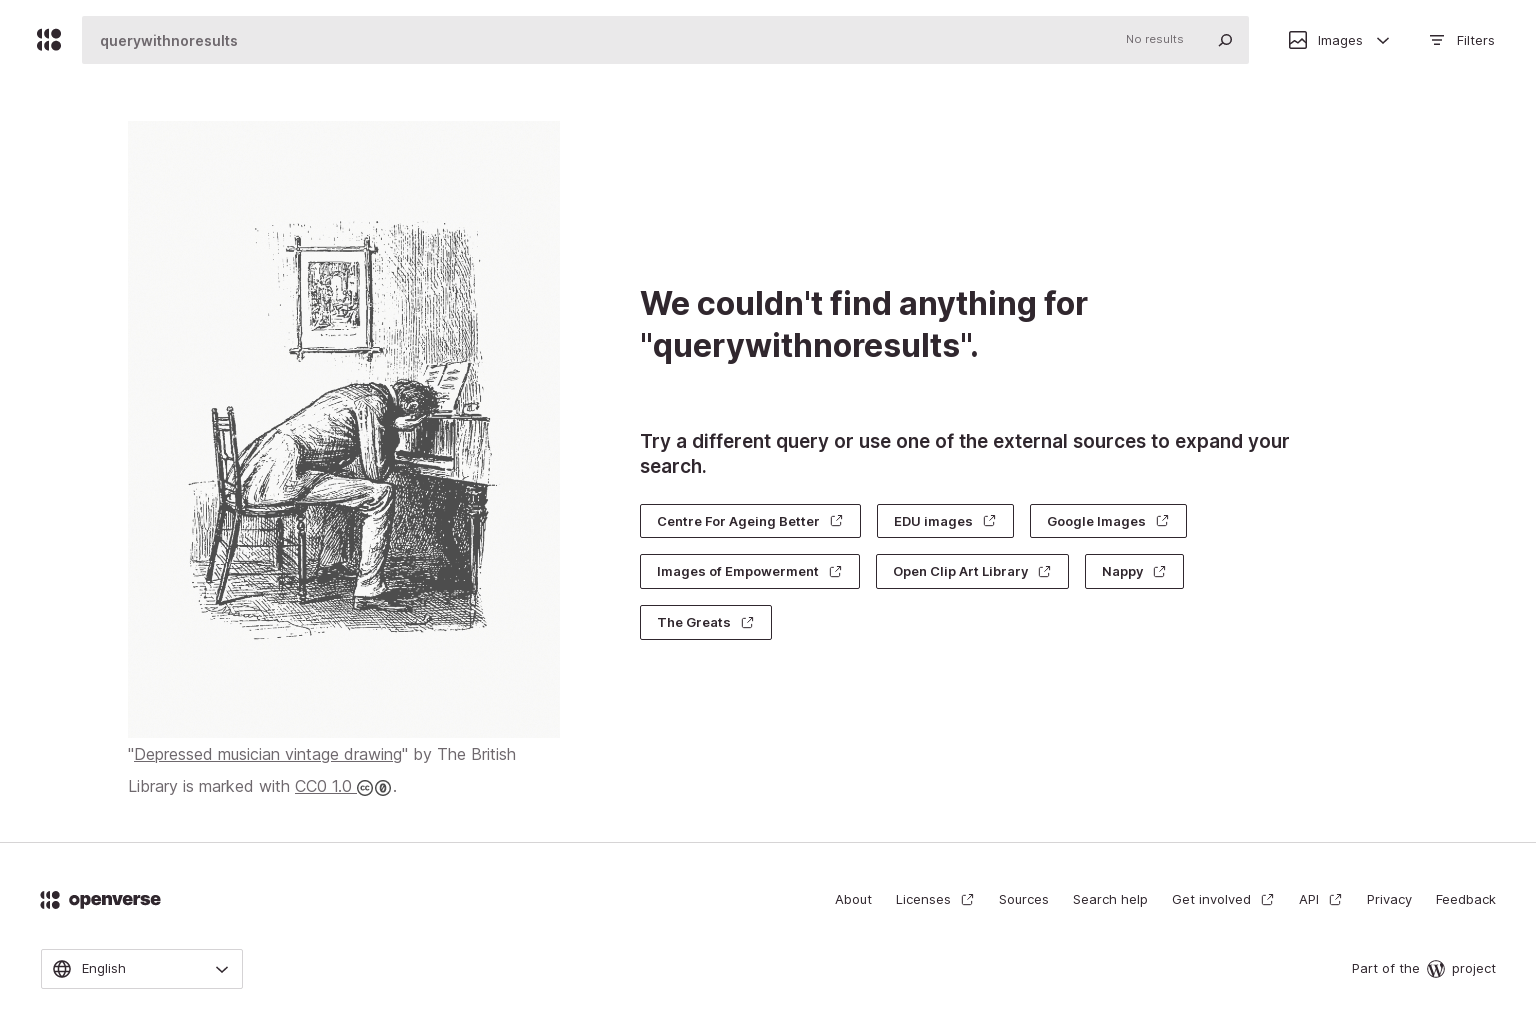 querywithnoresults No results Images Filters
We couldn't find anything for
"querywithnoresults".
Try a different query or use one of the external sources to expand your
search.
Centre For Ageing Better EDU images Google Images
Images of Empowerment Open Clip Art Library Nappy
The Greats
"Depressed musician vintage drawing" by The British
Library is marked with CC0 1.0 .
openverse About Licenses Sources Search help Get involved API Privacy Feedback
English Part of the project